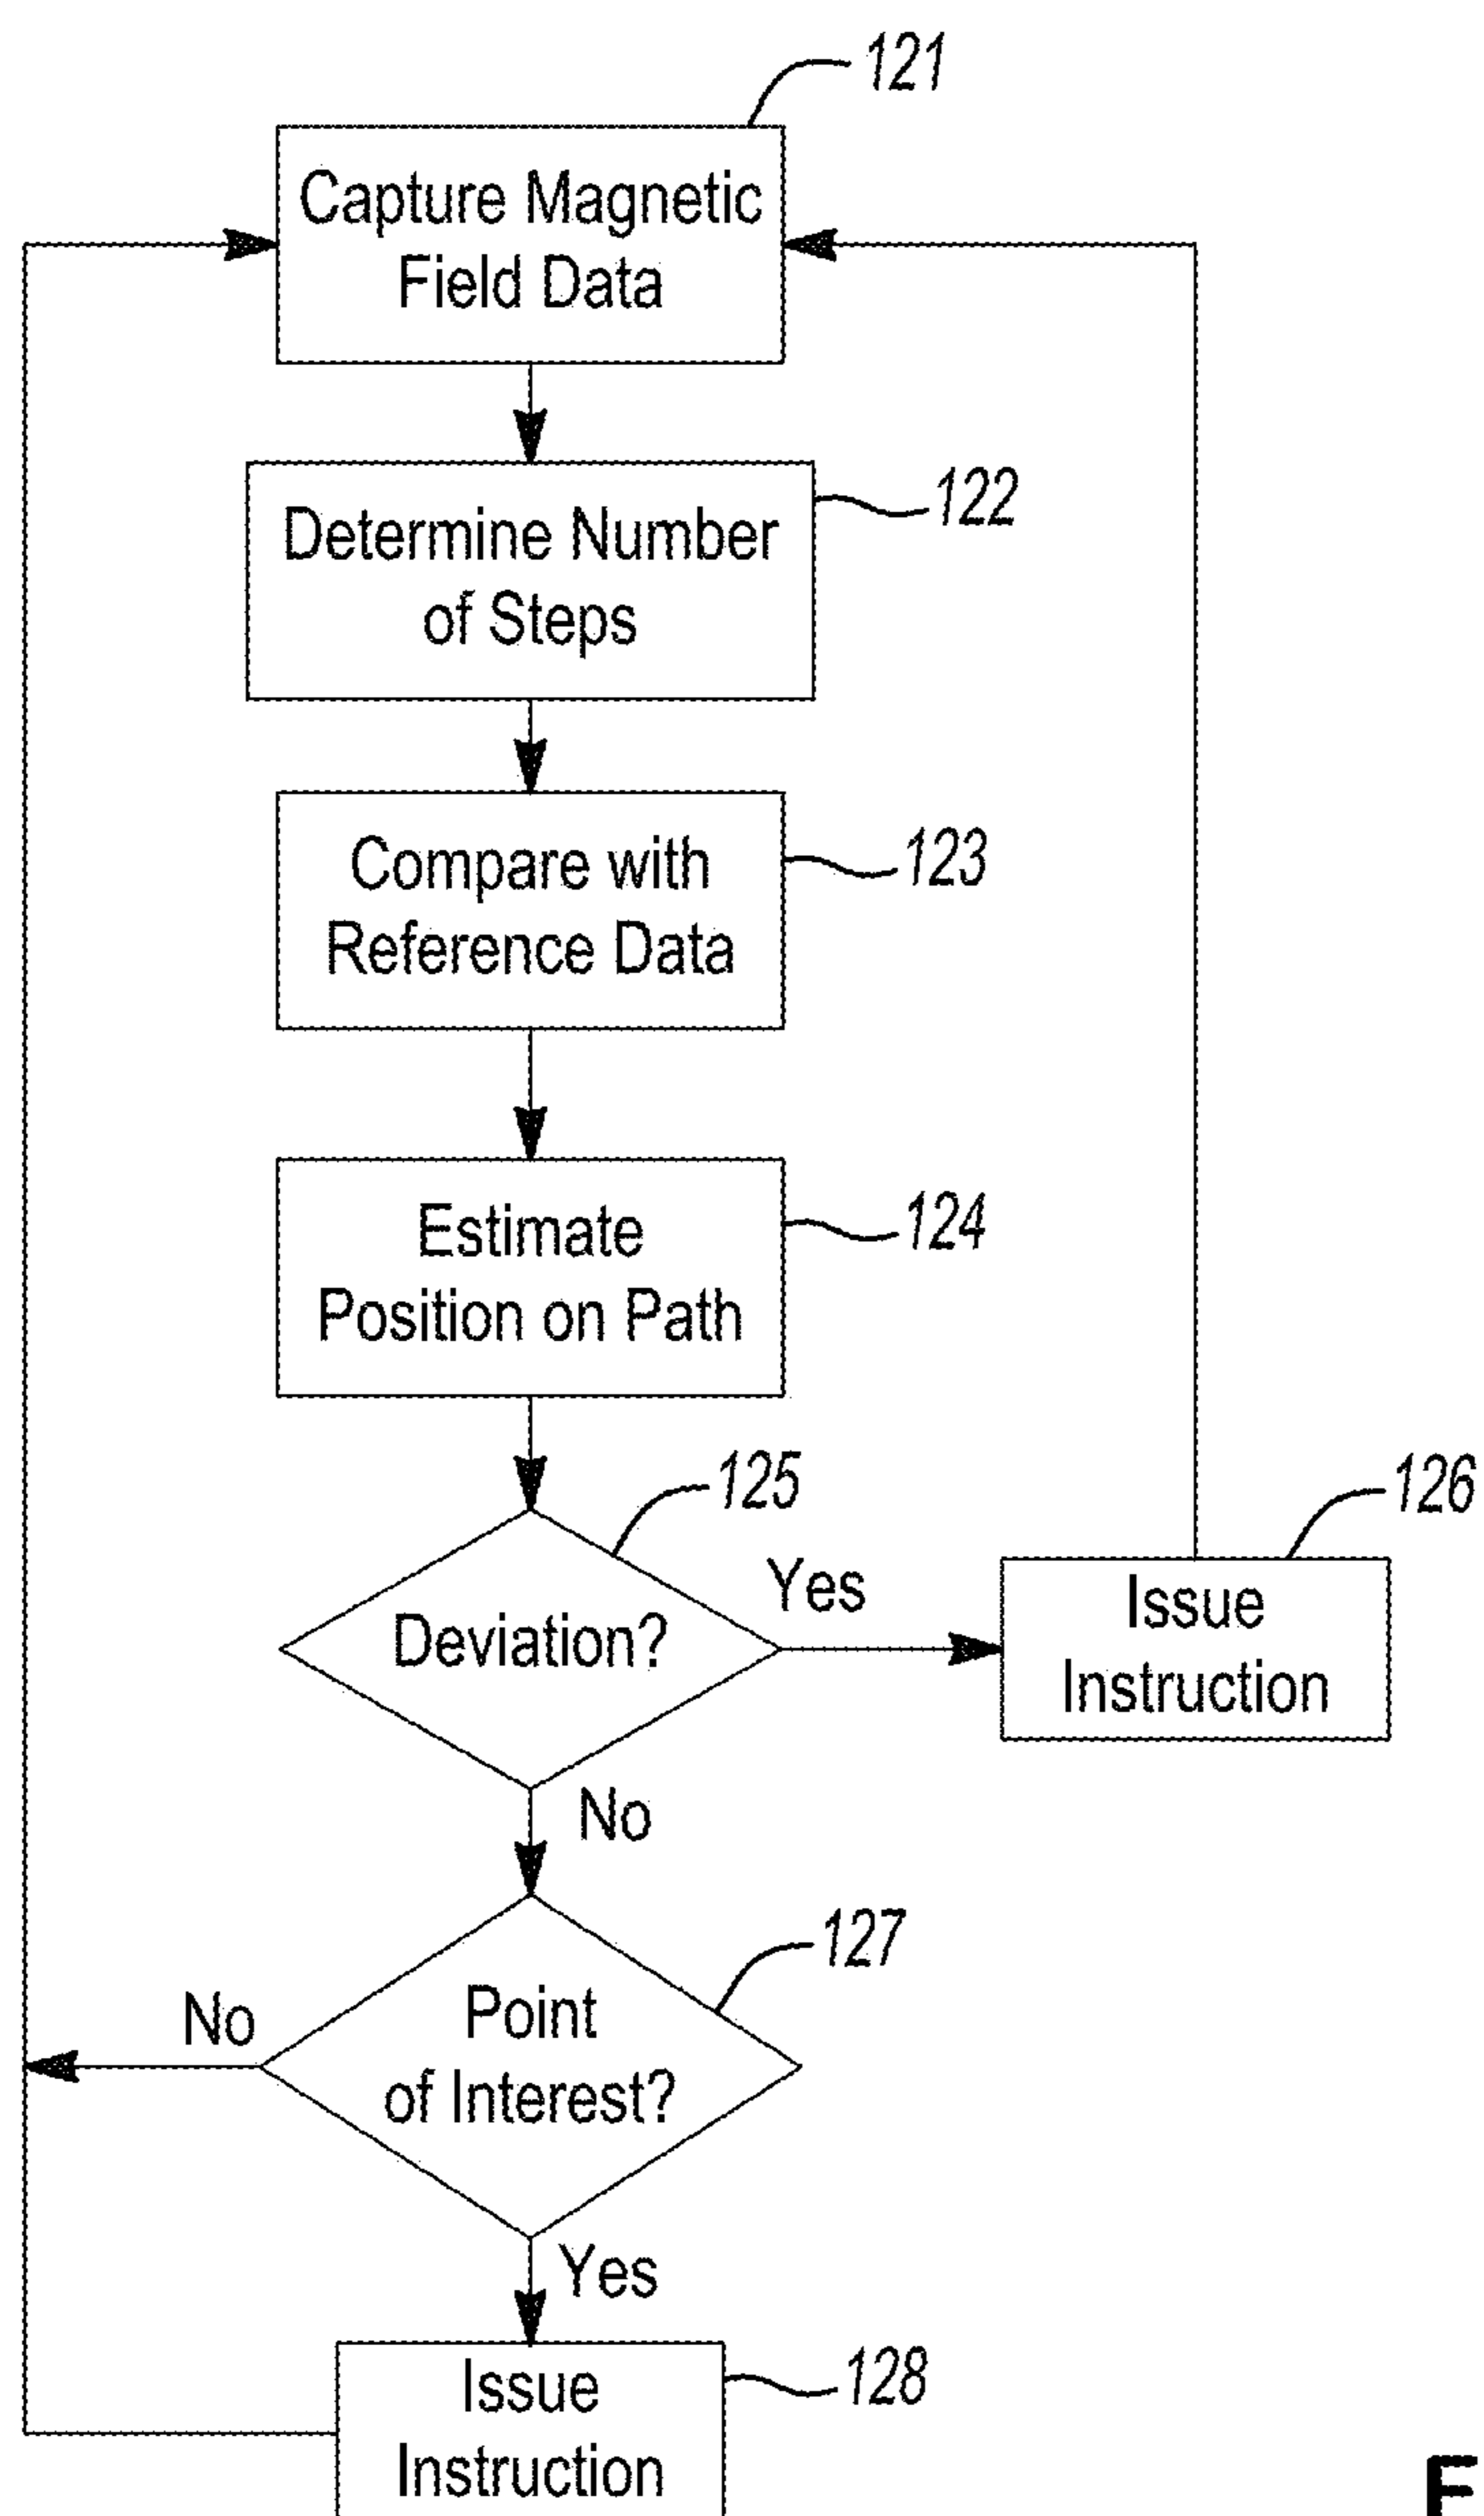 121
Capture Magnetic
Field Data
122
Determine Number
of Steps
123
Compare with
Reference Data
124
Estimate
Position on Path
125
126
Deviation?
Yes
Issue
Instruction
No
127
Point
of Interest?
No
Yes
128
Issue
Instruction